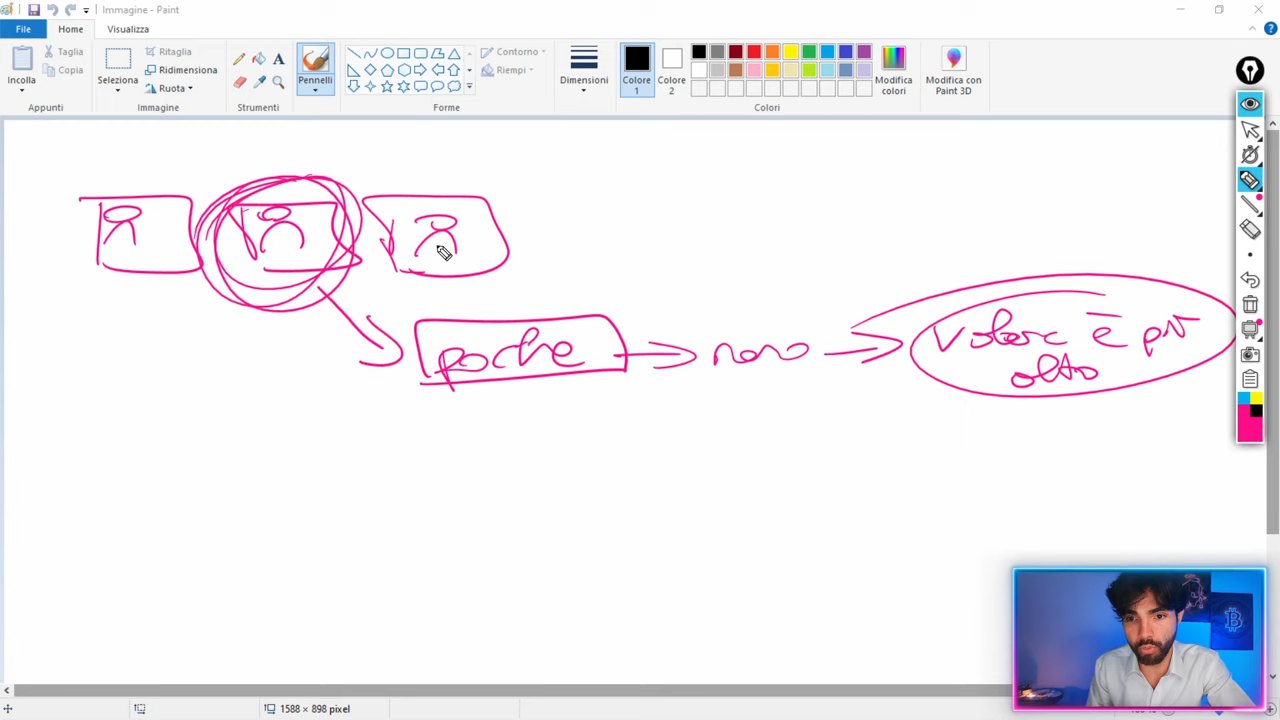 Immagine - Paint
File Home Visualizza
Incolla
Taglia
Copia
Appunti
Seleziona
Ritaglia
Ridimensiona
Ruota
Immagine
Strumenti
Pennelli
Forme
Contorno
Riempi
Dimensioni
Colore 1
Colore 2
Colori
Modifica colori
Modifica con Paint 3D
poche
raro
Valore è più
alto
1588 × 898 pixel